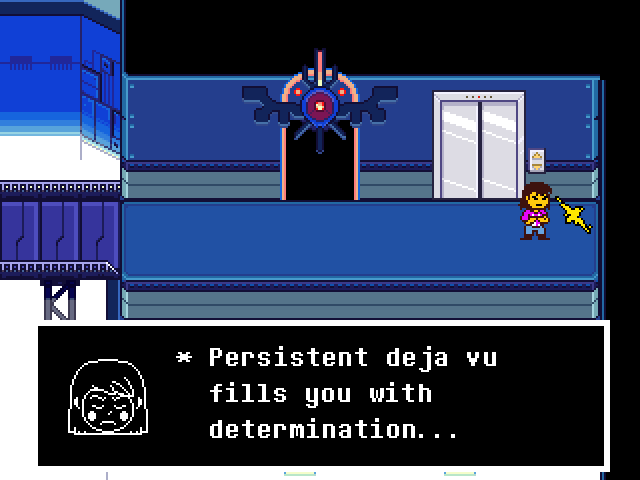 * Persistent deja vu
fills you with
determination...